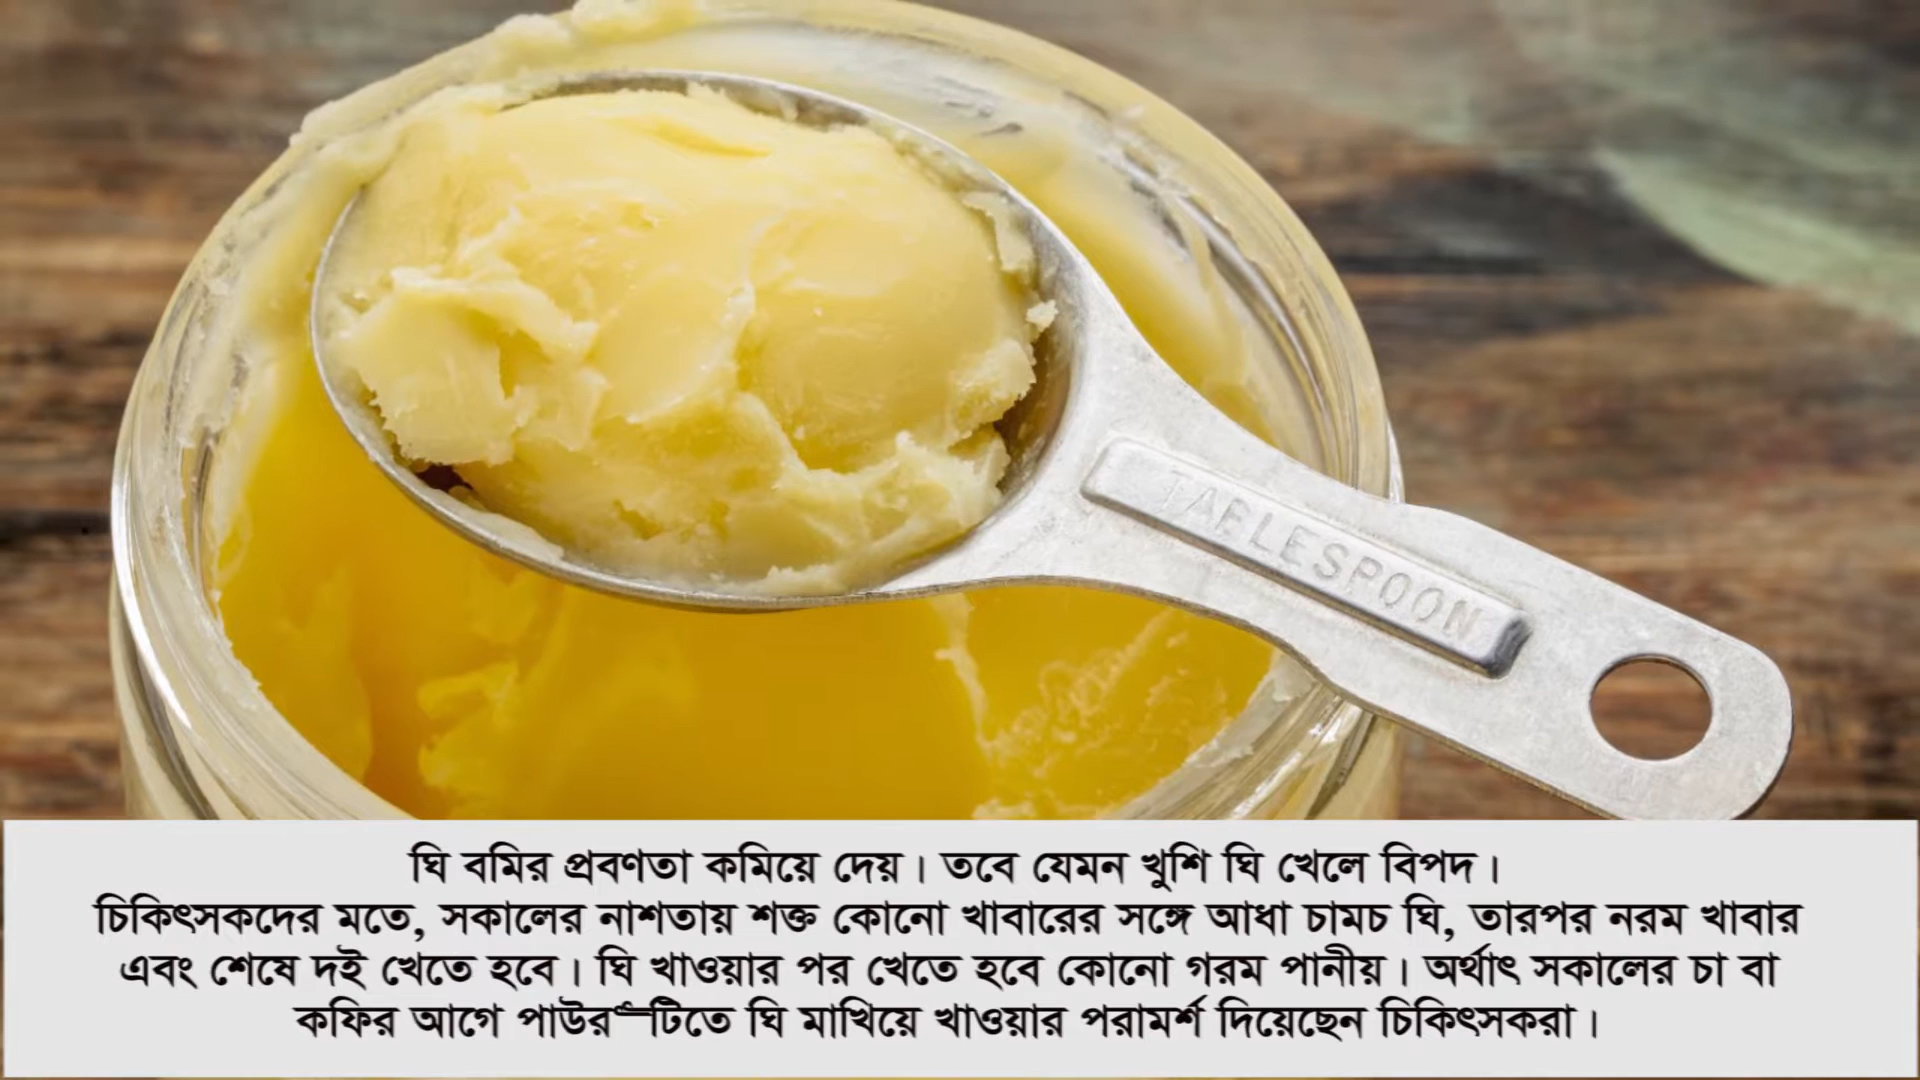 TABLESPOON
ঘি বমির প্রবণতা কমিয়ে দেয়। তবে যেমন খুশি ঘি খেলে বিপদ।
চিকিৎসকদের মতে, সকালের নাশতায় শক্ত কোনো খাবারের সঙ্গে আধা চামচ ঘি, তারপর নরম খাবার
এবং শেষে দই খেতে হবে। ঘি খাওয়ার পর খেতে হবে কোনো গরম পানীয়। অর্থাৎ সকালের চা বা
কফির আগে ঘি মাখিয়ে খাওয়ার পরামর্শ দিয়েছেন চিকিৎসকরা।